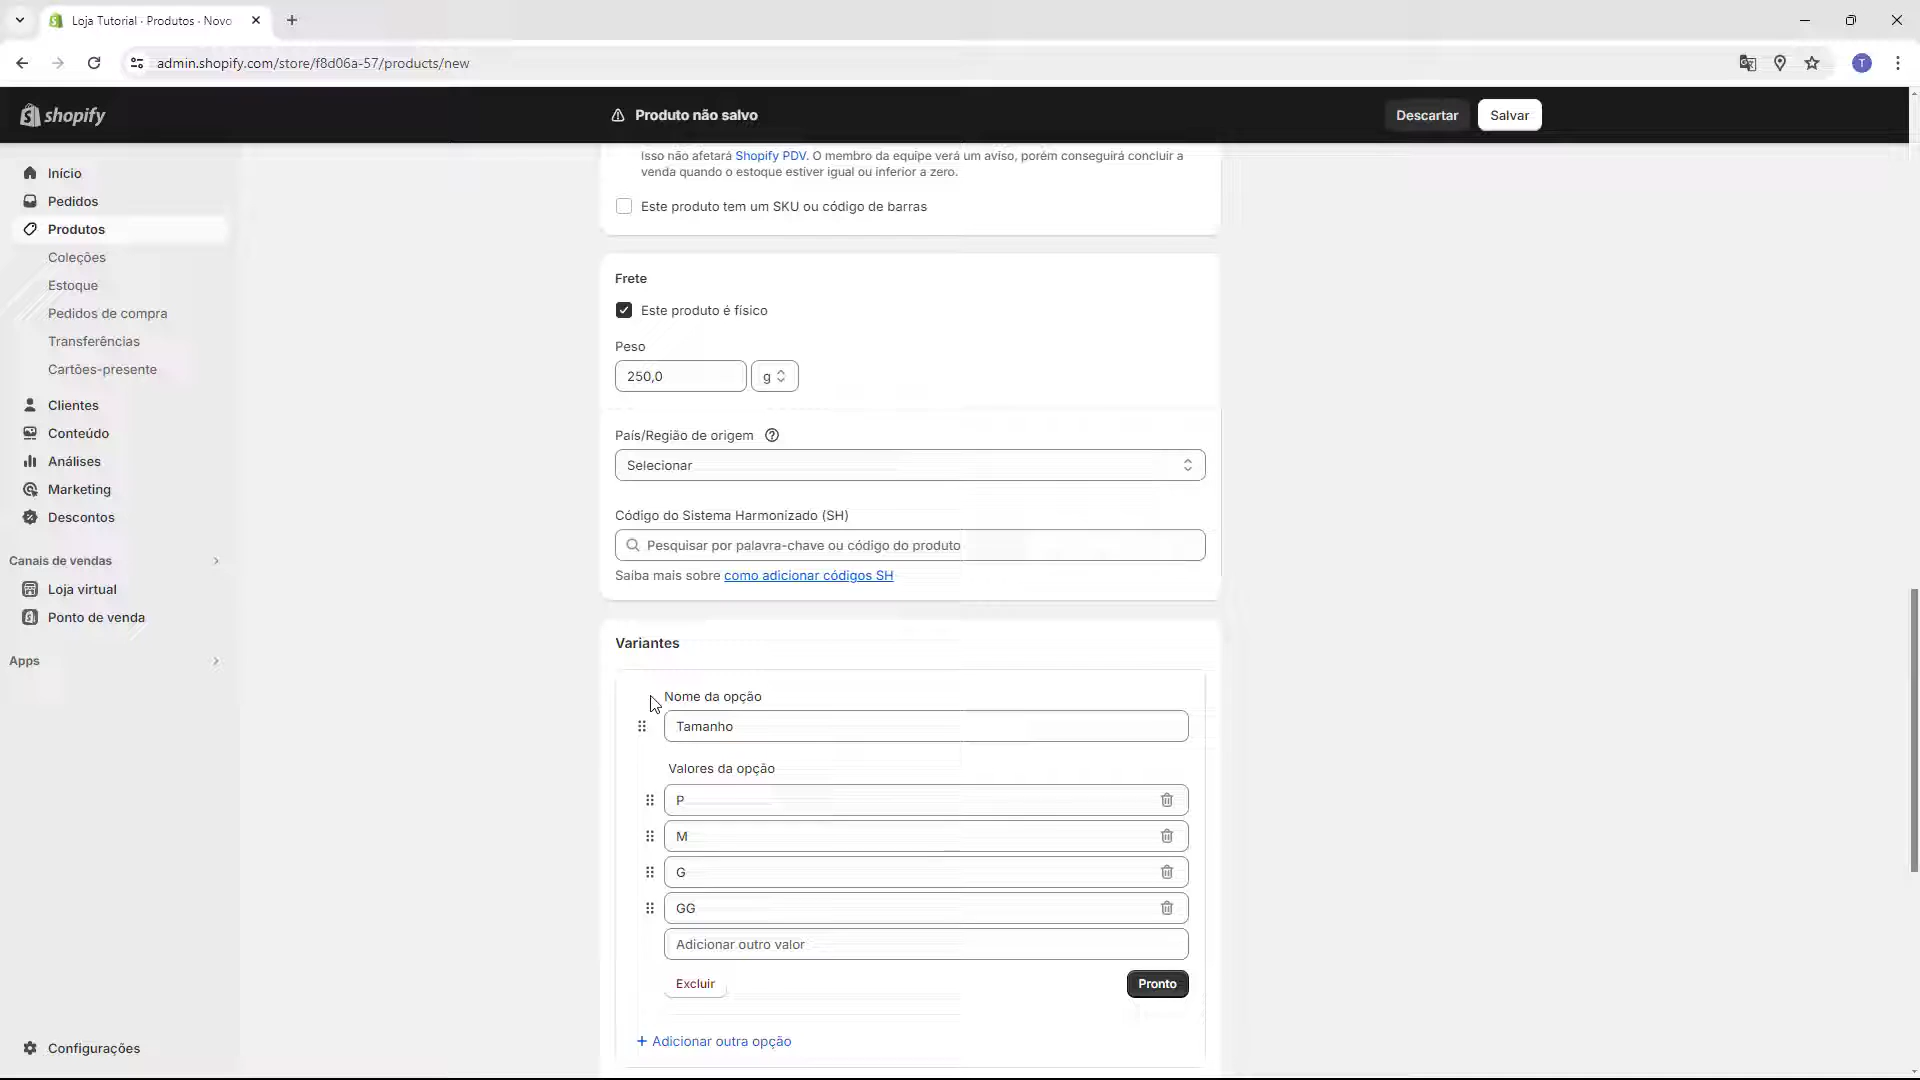 Loja Tutorial · Produtos · Novo
admin.shopify.com/store/f8d06a-57/products/new
T
shopify
Produto não salvo
Descartar
Salvar
Início
Pedidos
Produtos
Coleções
Estoque
Pedidos de compra
Transferências
Cartões-presente
Clientes
Conteúdo
Análises
Marketing
Descontos
Canais de vendas
Loja virtual
Ponto de venda
Apps
Configurações
Isso não afetará Shopify PDV. O membro da equipe verá um aviso, porém conseguirá concluir a
venda quando o estoque estiver igual ou inferior a zero.
Este produto tem um SKU ou código de barras
Frete
Este produto é físico
Peso
250,0
g
País/Região de origem
Selecionar
Código do Sistema Harmonizado (SH)
Pesquisar por palavra-chave ou código do produto
Saiba mais sobre como adicionar códigos SH
Variantes
Nome da opção
Tamanho
Valores da opção
P
M
G
GG
Adicionar outro valor
Excluir
Pronto
+ Adicionar outra opção